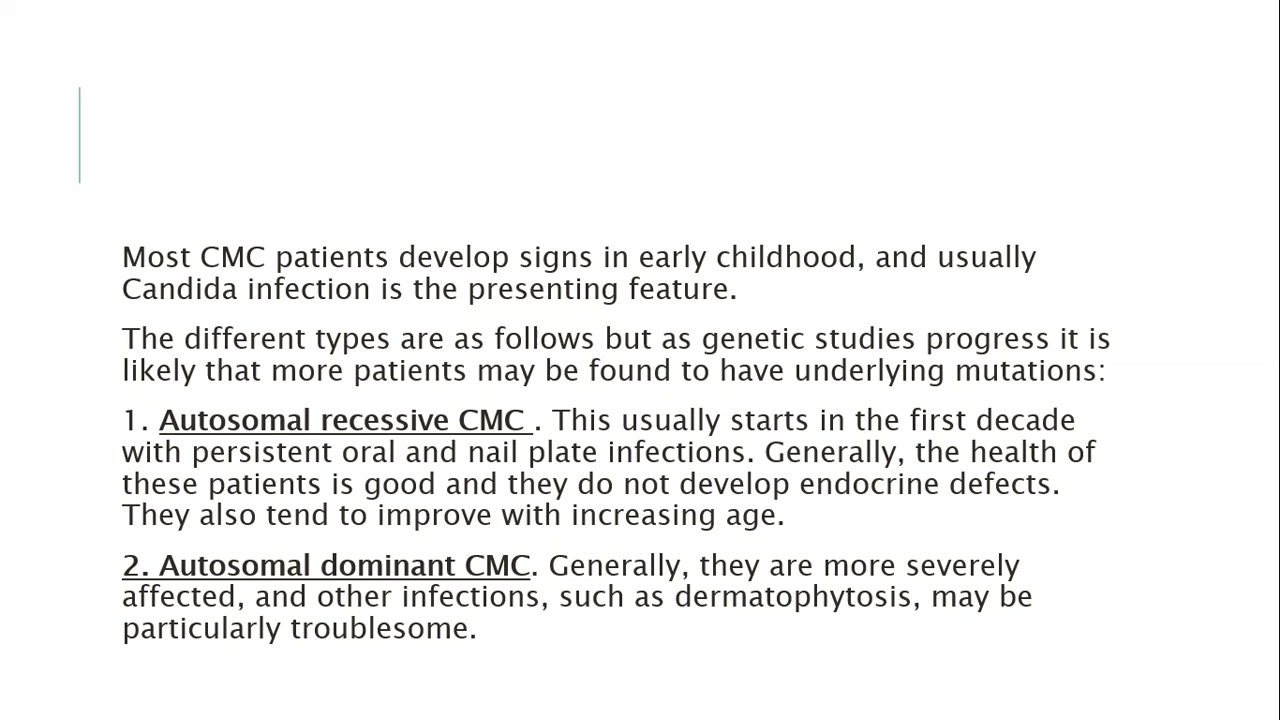 Most CMC patients develop signs in early childhood, and usually
Candida infection is the presenting feature.
The different types are as follows but as genetic studies progress it is
likely that more patients may be found to have underlying mutations:
1. Autosomal recessive CMC . This usually starts in the first decade
with persistent oral and nail plate infections. Generally, the health of
these patients is good and they do not develop endocrine defects.
They also tend to improve with increasing age.
2. Autosomal dominant CMC. Generally, they are more severely
affected, and other infections, such as dermatophytosis, may be
particularly troublesome.